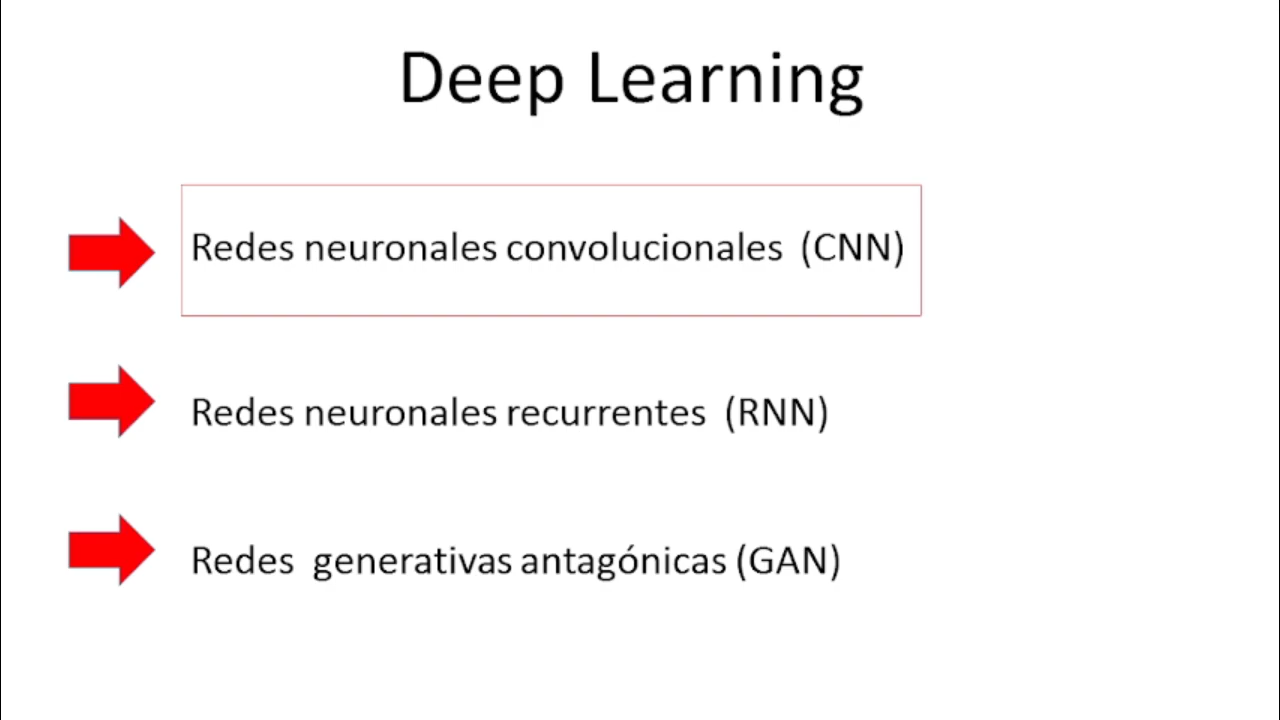 Deep Learning
Redes neuronales convolucionales (CNN)
Redes neuronales recurrentes (RNN)
Redes generativas antagónicas (GAN)